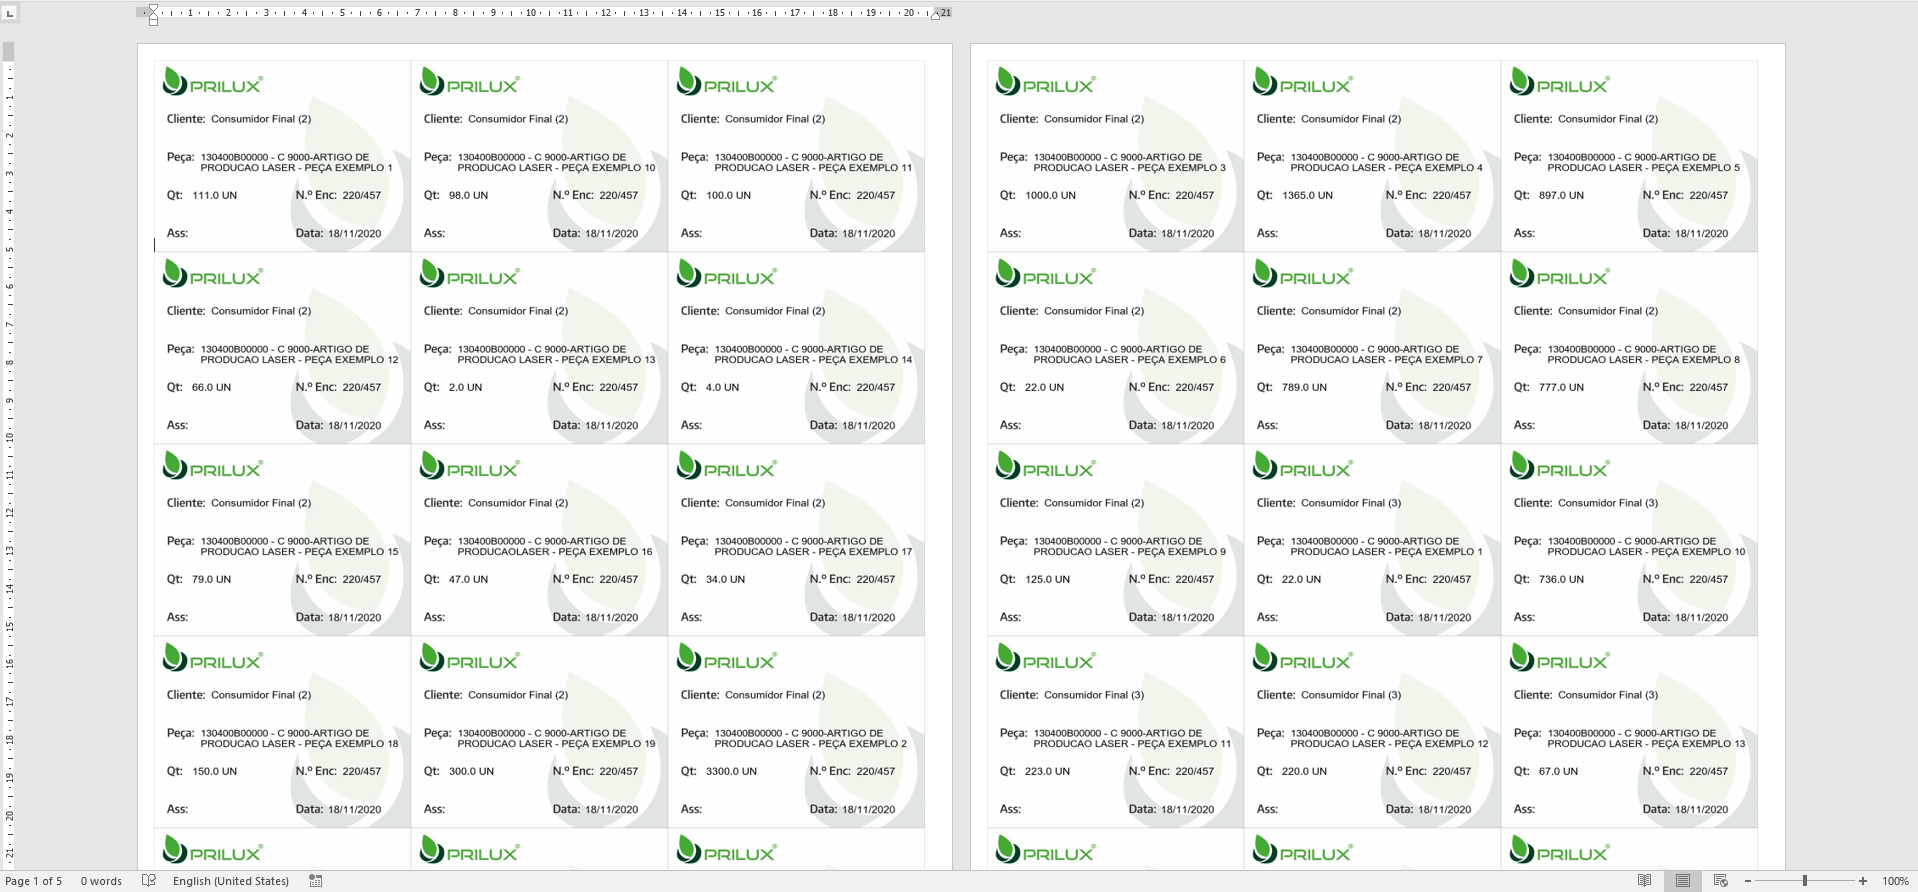 1 2 3 4 5 6 7 8 9 10 11 12 13 14 15 16 17 18 19 20 21
PRILUX® PRILUX® PRILUX® PRILUX® PRILUX® PRILUX®
Cliente: Consumidor Final (2) Cliente: Consumidor Final (2) Cliente: Consumidor Final (2) Cliente: Consumidor Final (2) Cliente: Consumidor Final (2) Cliente: Consumidor Final (2)
Peça: 130400B00000 - C 9000-ARTIGO DE Peça: 130400B00000 - C 9000-ARTIGO DE Peça: 130400B00000 - C 9000-ARTIGO DE Peça: 130400B00000 - C 9000-ARTIGO DE Peça: 130400B00000 - C 9000-ARTIGO DE Peça: 130400B00000 - C 9000-ARTIGO DE
PRODUCAO LASER - PEÇA EXEMPLO 1 PRODUCAO LASER - PEÇA EXEMPLO 10 PRODUCAO LASER - PEÇA EXEMPLO 11 PRODUCAO LASER - PEÇA EXEMPLO 3 PRODUCAO LASER - PEÇA EXEMPLO 4 PRODUCAO LASER - PEÇA EXEMPLO 5
Qt: 111.0 UN N.º Enc: 220/457 Qt: 98.0 UN N.º Enc: 220/457 Qt: 100.0 UN N.º Enc: 220/457 Qt: 1000.0 UN N.º Enc: 220/457 Qt: 1365.0 UN N.º Enc: 220/457 Qt: 897.0 UN N.º Enc: 220/457
Ass: Data: 18/11/2020 Ass: Data: 18/11/2020 Ass: Data: 18/11/2020 Ass: Data: 18/11/2020 Ass: Data: 18/11/2020 Ass: Data: 18/11/2020
PRILUX® PRILUX® PRILUX® PRILUX® PRILUX® PRILUX®
Cliente: Consumidor Final (2) Cliente: Consumidor Final (2) Cliente: Consumidor Final (2) Cliente: Consumidor Final (2) Cliente: Consumidor Final (2) Cliente: Consumidor Final (2)
Peça: 130400B00000 - C 9000-ARTIGO DE Peça: 130400B00000 - C 9000-ARTIGO DE Peça: 130400B00000 - C 9000-ARTIGO DE Peça: 130400B00000 - C 9000-ARTIGO DE Peça: 130400B00000 - C 9000-ARTIGO DE Peça: 130400B00000 - C 9000-ARTIGO DE
PRODUCAO LASER - PEÇA EXEMPLO 12 PRODUCAO LASER - PEÇA EXEMPLO 13 PRODUCAO LASER - PEÇA EXEMPLO 14 PRODUCAO LASER - PEÇA EXEMPLO 6 PRODUCAO LASER - PEÇA EXEMPLO 7 PRODUCAO LASER - PEÇA EXEMPLO 8
Qt: 66.0 UN N.º Enc: 220/457 Qt: 2.0 UN N.º Enc: 220/457 Qt: 4.0 UN N.º Enc: 220/457 Qt: 22.0 UN N.º Enc: 220/457 Qt: 789.0 UN N.º Enc: 220/457 Qt: 777.0 UN N.º Enc: 220/457
Ass: Data: 18/11/2020 Ass: Data: 18/11/2020 Ass: Data: 18/11/2020 Ass: Data: 18/11/2020 Ass: Data: 18/11/2020 Ass: Data: 18/11/2020
PRILUX® PRILUX® PRILUX® PRILUX® PRILUX® PRILUX®
Cliente: Consumidor Final (2) Cliente: Consumidor Final (2) Cliente: Consumidor Final (2) Cliente: Consumidor Final (2) Cliente: Consumidor Final (3) Cliente: Consumidor Final (3)
Peça: 130400B00000 - C 9000-ARTIGO DE Peça: 130400B00000 - C 9000-ARTIGO DE Peça: 130400B00000 - C 9000-ARTIGO DE Peça: 130400B00000 - C 9000-ARTIGO DE Peça: 130400B00000 - C 9000-ARTIGO DE Peça: 130400B00000 - C 9000-ARTIGO DE
PRODUCAO LASER - PEÇA EXEMPLO 15 PRODUCAOLASER - PEÇA EXEMPLO 16 PRODUCAO LASER - PEÇA EXEMPLO 17 PRODUCAO LASER - PEÇA EXEMPLO 9 PRODUCAO LASER - PEÇA EXEMPLO 1 PRODUCAO LASER - PEÇA EXEMPLO 10
Qt: 79.0 UN N.º Enc: 220/457 Qt: 47.0 UN N.º Enc: 220/457 Qt: 34.0 UN N.º Enc: 220/457 Qt: 125.0 UN N.º Enc: 220/457 Qt: 22.0 UN N.º Enc: 220/457 Qt: 736.0 UN N.º Enc: 220/457
Ass: Data: 18/11/2020 Ass: Data: 18/11/2020 Ass: Data: 18/11/2020 Ass: Data: 18/11/2020 Ass: Data: 18/11/2020 Ass: Data: 18/11/2020
PRILUX® PRILUX® PRILUX® PRILUX® PRILUX® PRILUX®
Cliente: Consumidor Final (2) Cliente: Consumidor Final (2) Cliente: Consumidor Final (2) Cliente: Consumidor Final (3) Cliente: Consumidor Final (3) Cliente: Consumidor Final (3)
Peça: 130400B00000 - C 9000-ARTIGO DE Peça: 130400B00000 - C 9000-ARTIGO DE Peça: 130400B00000 - C 9000-ARTIGO DE Peça: 130400B00000 - C 9000-ARTIGO DE Peça: 130400B00000 - C 9000-ARTIGO DE Peça: 130400B00000 - C 9000-ARTIGO DE
PRODUCAO LASER - PEÇA EXEMPLO 18 PRODUCAO LASER - PEÇA EXEMPLO 19 PRODUCAO LASER - PEÇA EXEMPLO 2 PRODUCAO LASER - PEÇA EXEMPLO 11 PRODUCAO LASER - PEÇA EXEMPLO 12 PRODUCAO LASER - PEÇA EXEMPLO 13
Qt: 150.0 UN N.º Enc: 220/457 Qt: 300.0 UN N.º Enc: 220/457 Qt: 3300.0 UN N.º Enc: 220/457 Qt: 223.0 UN N.º Enc: 220/457 Qt: 220.0 UN N.º Enc: 220/457 Qt: 67.0 UN N.º Enc: 220/457
Ass: Data: 18/11/2020 Ass: Data: 18/11/2020 Ass: Data: 18/11/2020 Ass: Data: 18/11/2020 Ass: Data: 18/11/2020 Ass: Data: 18/11/2020
PRILUX® PRILUX® PRILUX® PRILUX® PRILUX® PRILUX®
1 2 3 4 5 6 7 8 9 10 11 12 13 14 15 16 17 18 19 20 21
Page 1 of 5 0 words English (United States) 100%